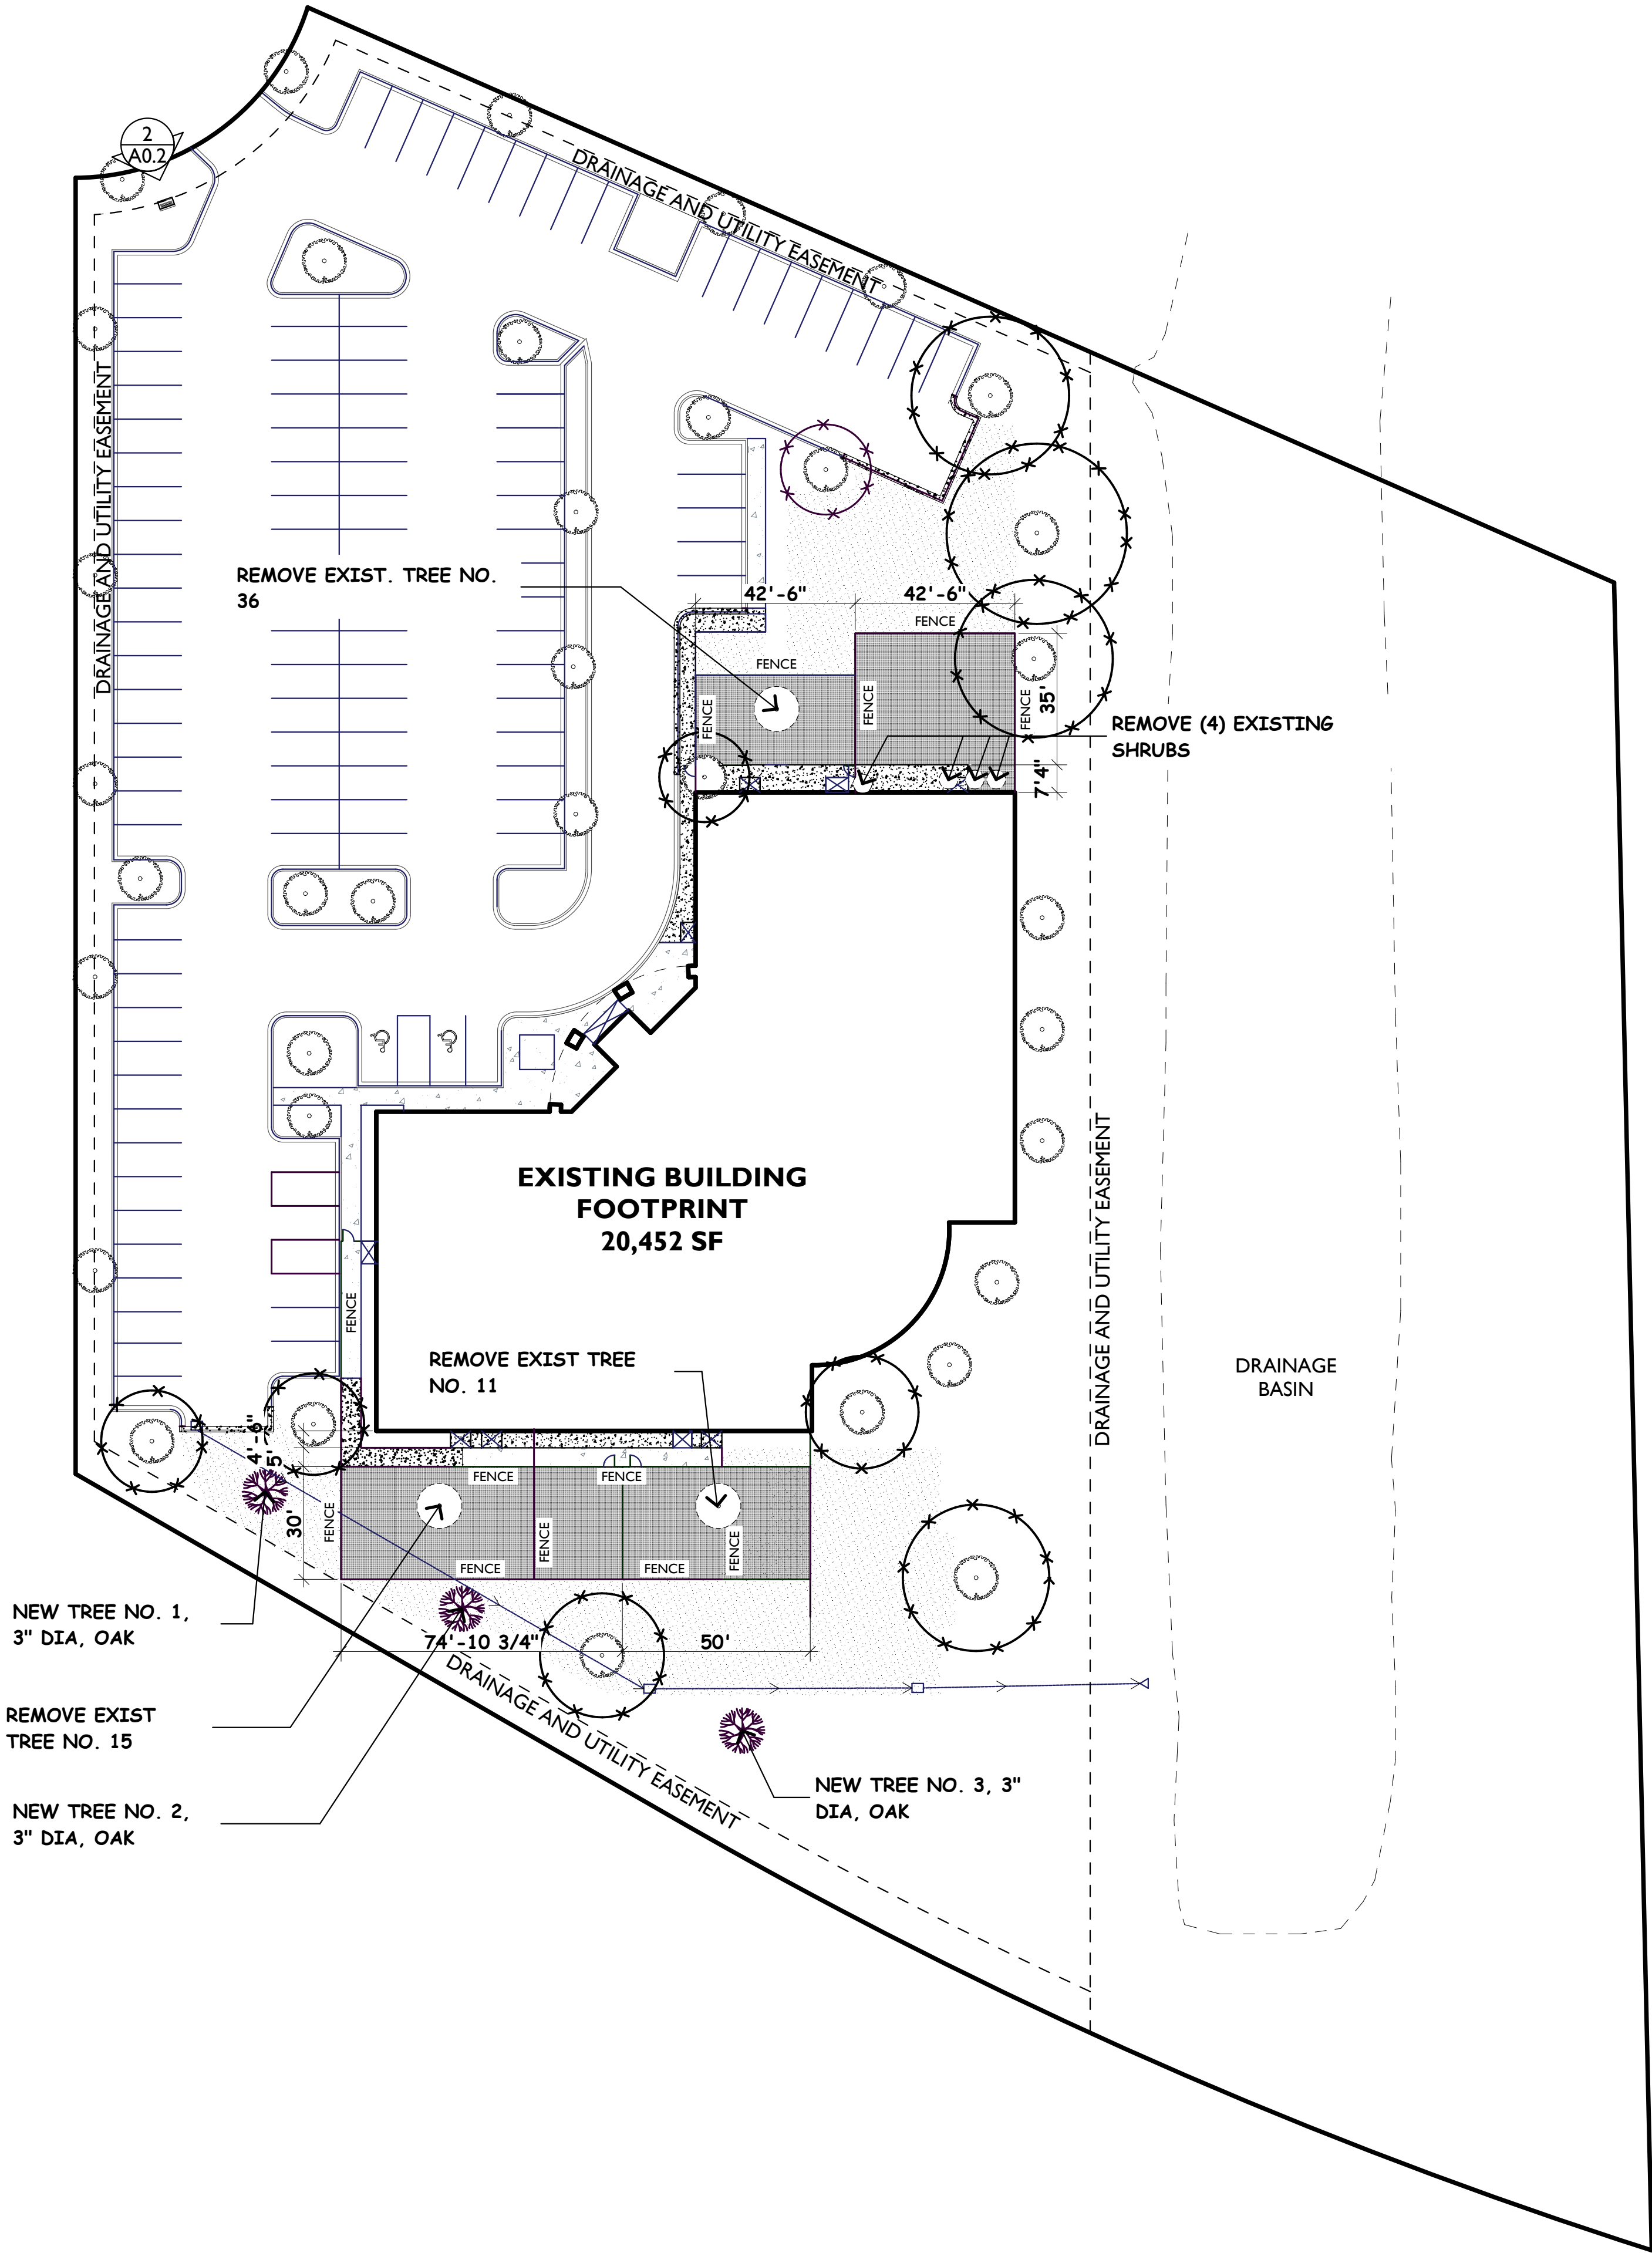 2
A0.2
DRAINAGE AND UTILITY EASEMENT
DRAINAGE AND UTILITY EASEMENT
REMOVE EXIST. TREE NO.
36
42'-6"
42'-6"
FENCE
FENCE
FENCE
FENCE
FENCE
35'
REMOVE (4) EXISTING
SHRUBS
7'4"
EXISTING BUILDING
FOOTPRINT
20,452 SF
DRAINAGE AND UTILITY EASEMENT
FENCE
REMOVE EXIST TREE
NO. 11
DRAINAGE
BASIN
4'-6"
5'
FENCE
FENCE
30'
FENCE
FENCE
FENCE
FENCE
FENCE
NEW TREE NO. 1,
3" DIA, OAK
74'-10 3/4"
50'
DRAINAGE AND UTILITY EASEMENT
REMOVE EXIST
TREE NO. 15
NEW TREE NO. 3, 3"
DIA, OAK
NEW TREE NO. 2,
3" DIA, OAK